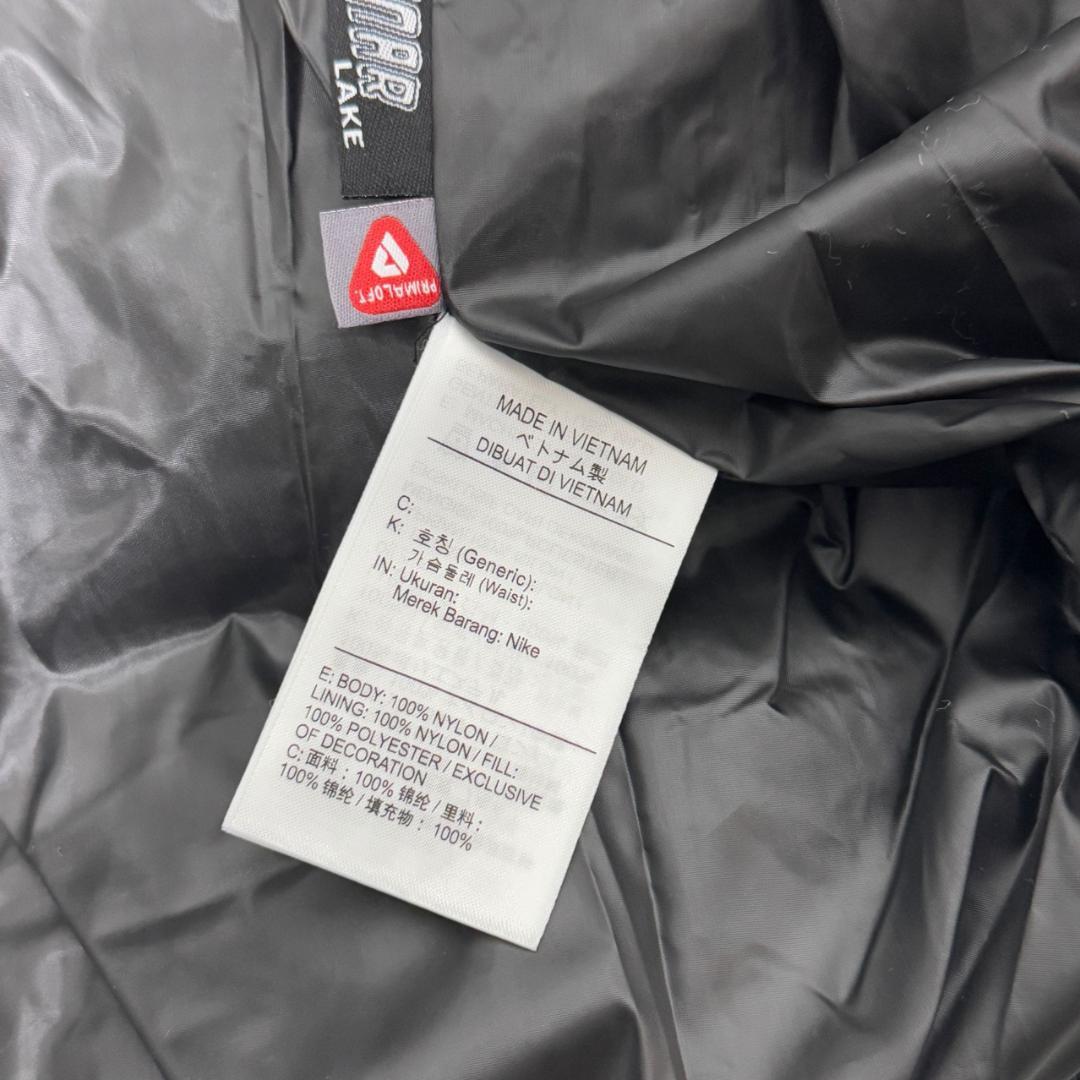 LAKE
PRIMALOFT
MADE IN VIETNAM
ベトナム製
DIBUAT DI VIETNAM
C:
K: 호칭 (Generic):
가슴둘레 (Waist):
IN: Ukuran:
Merek Barang: Nike
E: BODY: 100% NYLON /
LINING: 100% NYLON / FILL:
100% POLYESTER / EXCLUSIVE
OF DECORATION
C: 面料：100% 锦纶 / 里料：
100% 锦纶 / 填充物：100%